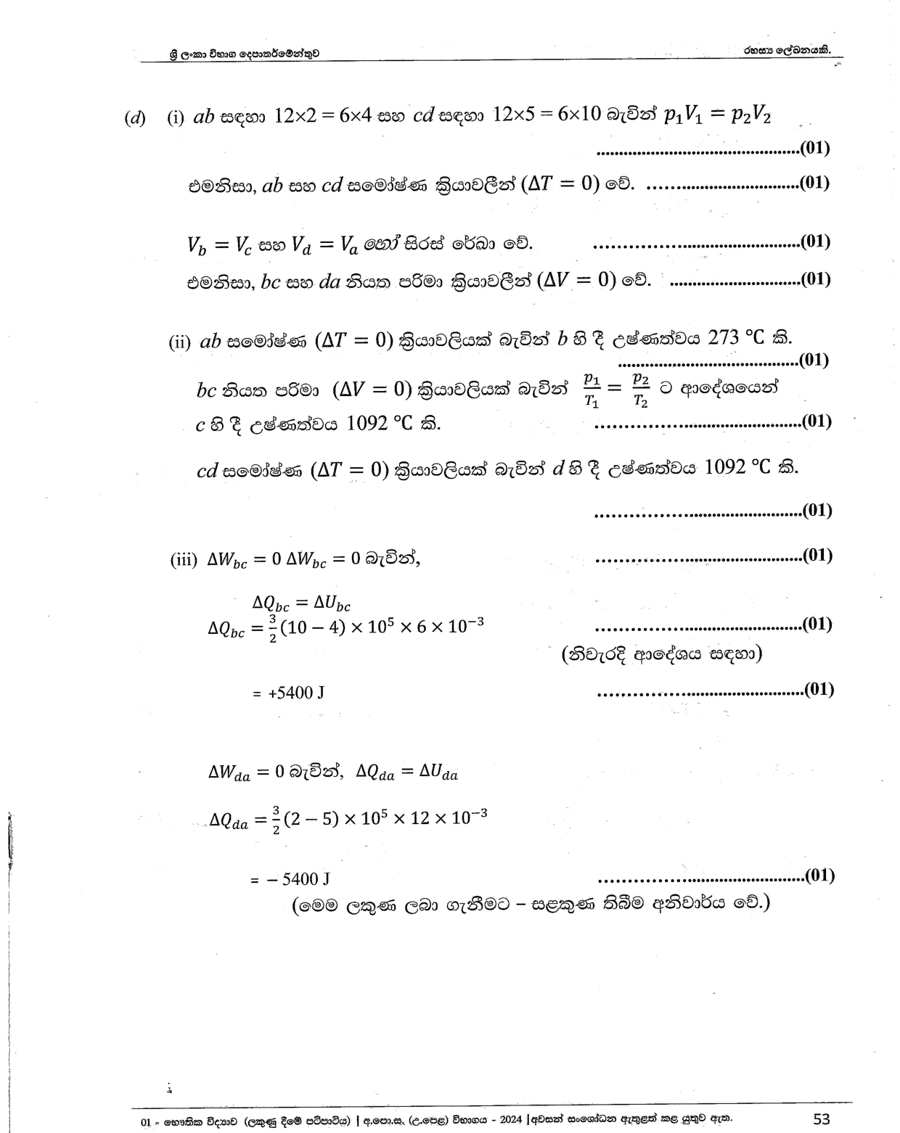 ශ්‍රී ලංකා විභාග දෙපාර්තමේන්තුව රහස්‍ය ලේඛනයකි.
(d) (i) ab සඳහා 12×2 = 6×4 සහ cd සඳහා 12×5 = 6×10 බැවින් p₁V₁ = p₂V₂
..............................................(01)
එමනිසා, ab සහ cd සමෝෂ්ණ ක්‍රියාවලීන් (ΔT = 0) වේ. ..................................(01)
V_b = V_c සහ V_d = V_a හෝ සිරස් රේඛා වේ. ..............................................(01)
එමනිසා, bc සහ da නියත පරිමා ක්‍රියාවලීන් (ΔV = 0) වේ. .............................(01)
(ii) ab සමෝෂ්ණ (ΔT = 0) ක්‍රියාවලියක් බැවින් b හි දී උෂ්ණත්වය 273 °C කි.
.........................................(01)
bc නියත පරිමා (ΔV = 0) ක්‍රියාවලියක් බැවින් p₁/T₁ = p₂/T₂ ට ආදේශයෙන්
c හි දී උෂ්ණත්වය 1092 °C කි. ..............................................(01)
cd සමෝෂ්ණ (ΔT = 0) ක්‍රියාවලියක් බැවින් d හි දී උෂ්ණත්වය 1092 °C කි.
..............................................(01)
(iii) ΔW_bc = 0 ΔW_bc = 0 බැවින්, ..............................................(01)
ΔQ_bc = ΔU_bc
ΔQ_bc = 3/2 (10 − 4) × 10⁵ × 6 × 10⁻³ ..............................................(01)
(නිවැරදි ආදේශය සඳහා)
= +5400 J ..............................................(01)
ΔW_da = 0 බැවින්, ΔQ_da = ΔU_da
ΔQ_da = 3/2 (2 − 5) × 10⁵ × 12 × 10⁻³
= − 5400 J ..............................................(01)
(මෙම ලකුණ ලබා ගැනීමට – සළකුණ තිබීම අනිවාර්ය වේ.)
01 - භෞතික විද්‍යාව (ලකුණු දීමේ පටිපාටිය) | අ.පො.ස. (උ.පෙළ) විභාගය - 2024 | අවසන් සංශෝධන ඇතුළත් කළ යුතුව ඇත. 53